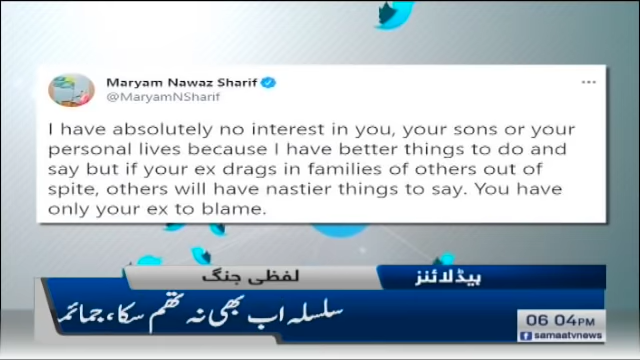 Maryam Nawaz Sharif
@MaryamNSharif
I have absolutely no interest in you, your sons or your
personal lives because I have better things to do and
say but if your ex drags in families of others out of
spite, others will have nastier things to say. You have
only your ex to blame.
ہیڈلائنز
لفظی جنگ
سلسلہ اب بھی نہ تھم سکا، جمائمہ
06 04PM
samaatvnews